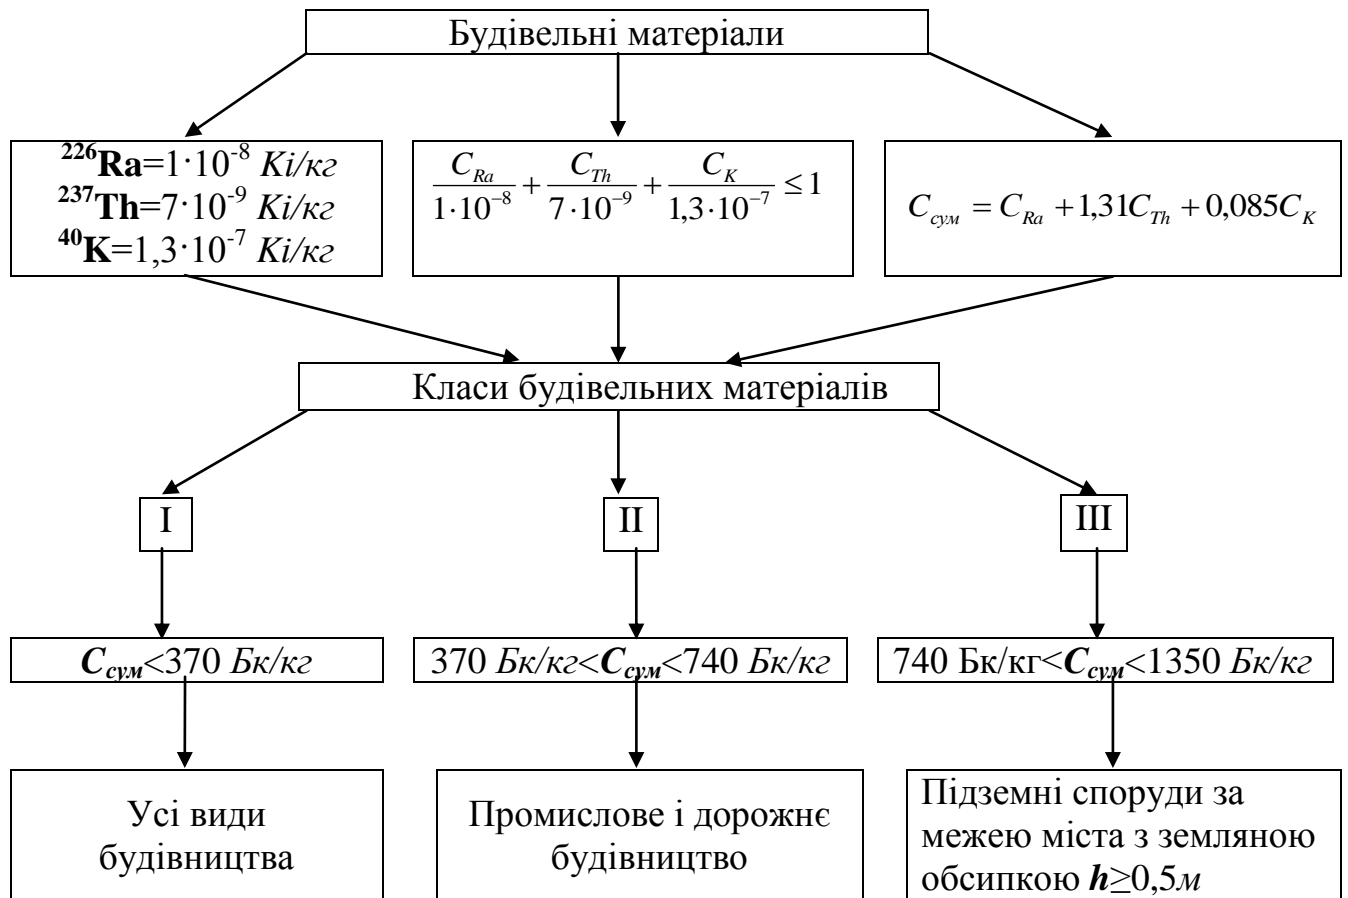 Будівельні матеріали
²²⁶Ra=1·10⁻⁸ Кі/кг
²³⁷Th=7·10⁻⁹ Кі/кг
⁴⁰K=1,3·10⁻⁷ Кі/кг
C_Ra/(1·10⁻⁸) + C_Th/(7·10⁻⁹) + C_K/(1,3·10⁻⁷) ≤ 1
C_сум = C_Ra + 1,31C_Th + 0,085C_K
Класи будівельних матеріалів
I
II
III
C_сум<370 Бк/кг
370 Бк/кг<C_сум<740 Бк/кг
740 Бк/кг<C_сум<1350 Бк/кг
Усі види
будівництва
Промислове і дорожнє
будівництво
Підземні споруди за
межею міста з земляною
обсипкою h≥0,5м